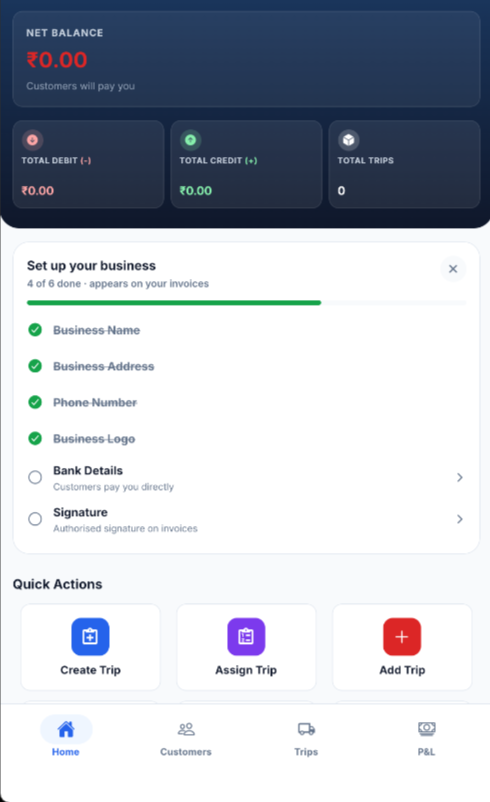 NET BALANCE
₹0.00
Customers will pay you
TOTAL DEBIT (-)
₹0.00
TOTAL CREDIT (+)
₹0.00
TOTAL TRIPS
0
Set up your business
4 of 6 done · appears on your invoices
Business Name
Business Address
Phone Number
Business Logo
Bank Details
Customers pay you directly
Signature
Authorised signature on invoices
Quick Actions
Create Trip
Assign Trip
Add Trip
Home
Customers
Trips
P&L